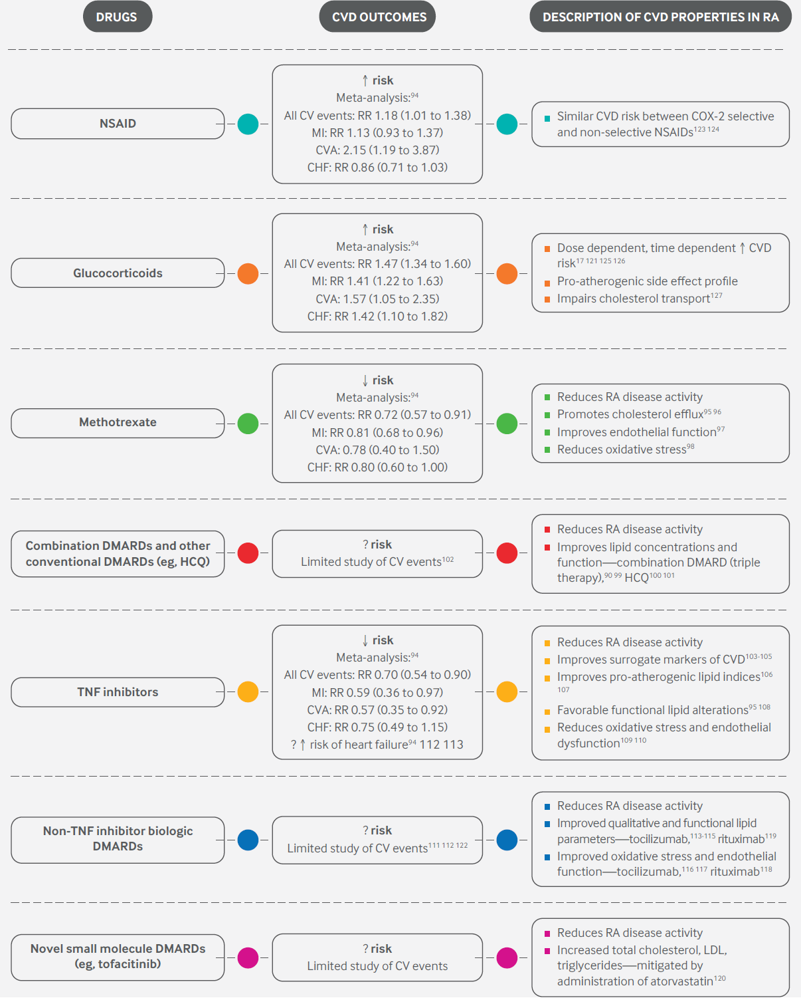 DRUGS
CVD OUTCOMES
DESCRIPTION OF CVD PROPERTIES IN RA
NSAID
↑ risk
Meta-analysis:94
All CV events: RR 1.18 (1.01 to 1.38)
MI: RR 1.13 (0.93 to 1.37)
CVA: 2.15 (1.19 to 3.87)
CHF: RR 0.86 (0.71 to 1.03)
Similar CVD risk between COX-2 selective
and non-selective NSAIDs123 124
Glucocorticoids
↑ risk
Meta-analysis:94
All CV events: RR 1.47 (1.34 to 1.60)
MI: RR 1.41 (1.22 to 1.63)
CVA: 1.57 (1.05 to 2.35)
CHF: RR 1.42 (1.10 to 1.82)
Dose dependent, time dependent ↑ CVD
risk17 121 125 126
Pro-atherogenic side effect profile
Impairs cholesterol transport127
Methotrexate
↓ risk
Meta-analysis:94
All CV events: RR 0.72 (0.57 to 0.91)
MI: RR 0.81 (0.68 to 0.96)
CVA: 0.78 (0.40 to 1.50)
CHF: RR 0.80 (0.60 to 1.00)
Reduces RA disease activity
Promotes cholesterol efflux95 96
Improves endothelial function97
Reduces oxidative stress98
Combination DMARDs and other
conventional DMARDs (eg, HCQ)
? risk
Limited study of CV events102
Reduces RA disease activity
Improves lipid concentrations and
function—combination DMARD (triple
therapy),90 99 HCQ100 101
TNF inhibitors
↓ risk
Meta-analysis:94
All CV events: RR 0.70 (0.54 to 0.90)
MI: RR 0.59 (0.36 to 0.97)
CVA: RR 0.57 (0.35 to 0.92)
CHF: RR 0.75 (0.49 to 1.15)
? ↑ risk of heart failure94 112 113
Reduces RA disease activity
Improves surrogate markers of CVD103-105
Improves pro-atherogenic lipid indices106
107
Favorable functional lipid alterations95 108
Reduces oxidative stress and endothelial
dysfunction109 110
Non-TNF inhibitor biologic
DMARDs
? risk
Limited study of CV events111 112 122
Reduces RA disease activity
Improved qualitative and functional lipid
parameters—tocilizumab,113-115 rituximab119
Improved oxidative stress and endothelial
function—tocilizumab,116 117 rituximab118
Novel small molecule DMARDs
(eg, tofacitinib)
? risk
Limited study of CV events
Reduces RA disease activity
Increased total cholesterol, LDL,
triglycerides—mitigated by
administration of atorvastatin120